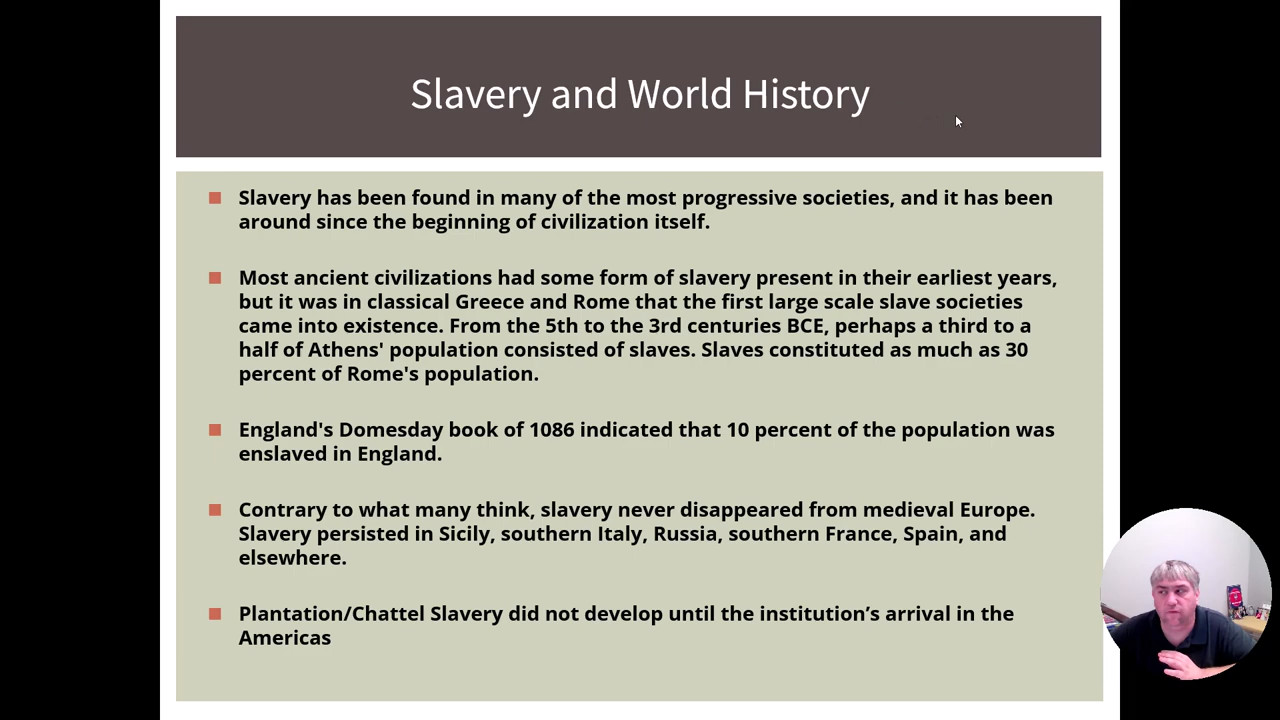 Slavery and World History
Slavery has been found in many of the most progressive societies, and it has been
around since the beginning of civilization itself.
Most ancient civilizations had some form of slavery present in their earliest years,
but it was in classical Greece and Rome that the first large scale slave societies
came into existence. From the 5th to the 3rd centuries BCE, perhaps a third to a
half of Athens' population consisted of slaves. Slaves constituted as much as 30
percent of Rome's population.
England's Domesday book of 1086 indicated that 10 percent of the population was
enslaved in England.
Contrary to what many think, slavery never disappeared from medieval Europe.
Slavery persisted in Sicily, southern Italy, Russia, southern France, Spain, and
elsewhere.
Plantation/Chattel Slavery did not develop until the institution’s arrival in the
Americas